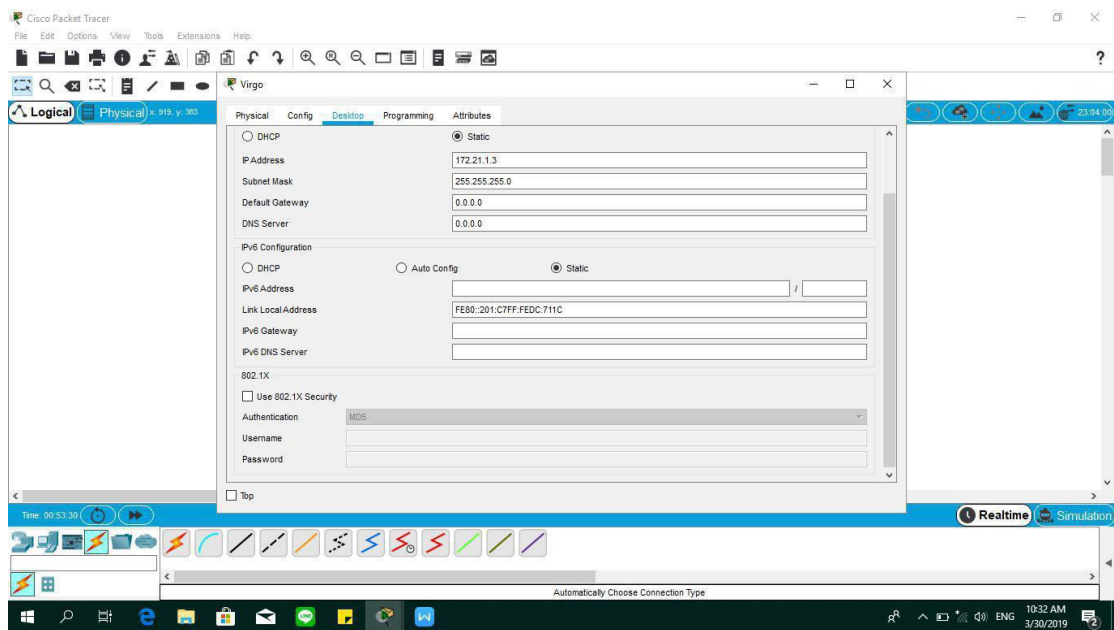 Cisco Packet Tracer
File Edit Options View Tools Extensions Help
?
Virgo
Logical Physical x: 919, y: 363 23:04:00
Physical Config Desktop Programming Attributes
DHCP Static
IP Address 172.21.1.3
Subnet Mask 255.255.255.0
Default Gateway 0.0.0.0
DNS Server 0.0.0.0
IPv6 Configuration
DHCP Auto Config Static
IPv6 Address /
Link Local Address FE80::201:C7FF:FEDC:711C
IPv6 Gateway
IPv6 DNS Server
802.1X
Use 802.1X Security
Authentication MD5
Username
Password
Top
Time: 00:53:30 Realtime Simulation
Automatically Choose Connection Type
ENG 10:32 AM
3/30/2019